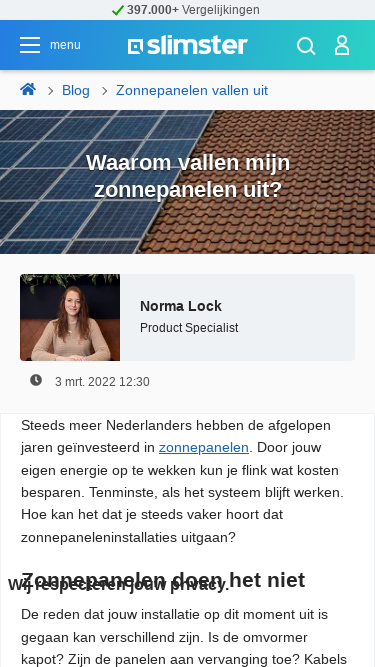 397.000+ Vergelijkingen
menu
slimster
Blog
Zonnepanelen vallen uit
Waarom vallen mijn
zonnepanelen uit?
Norma Lock
Product Specialist
3 mrt. 2022 12:30
Steeds meer Nederlanders hebben de afgelopen
jaren geïnvesteerd in zonnepanelen. Door jouw
eigen energie op te wekken kun je flink wat kosten
besparen. Tenminste, als het systeem blijft werken.
Hoe kan het dat je steeds vaker hoort dat
zonnepaneleninstallaties uitgaan?
Zonnepanelen doen het niet
Wij respecteren jouw privacy.
De reden dat jouw installatie op dit moment uit is
gegaan kan verschillend zijn. Is de omvormer
kapot? Zijn de panelen aan vervanging toe? Kabels